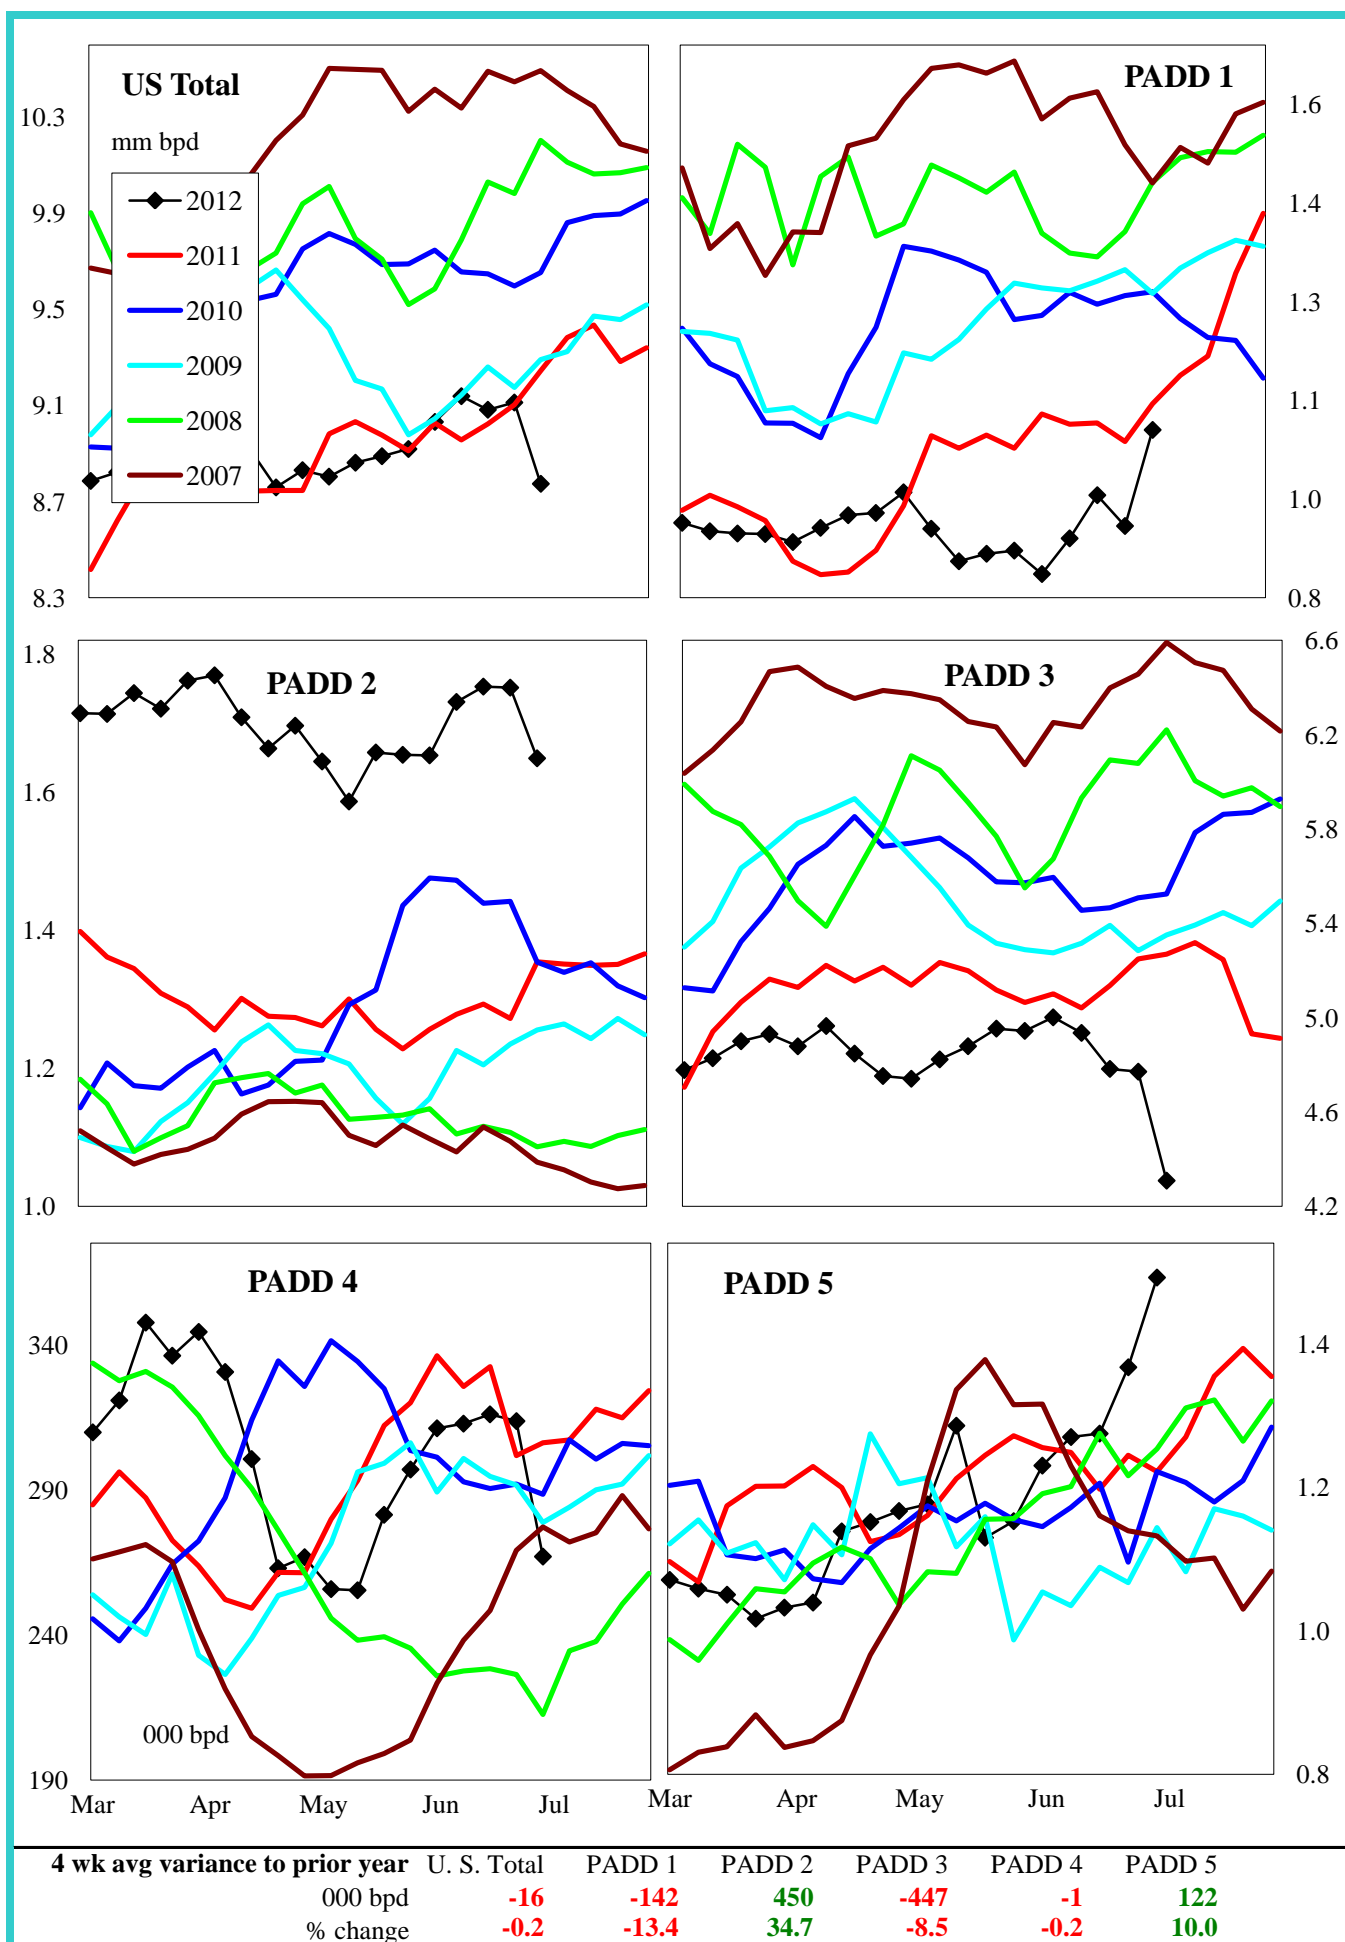 US Total
mm bpd
10.3
9.9
9.5
9.1
8.7
8.3
2012
2011
2010
2009
2008
2007
PADD 1
1.6
1.4
1.3
1.1
1.0
0.8
PADD 2
1.8
1.6
1.4
1.2
1.0
PADD 3
6.6
6.2
5.8
5.4
5.0
4.6
4.2
PADD 4
340
290
240
190
000 bpd
Mar Apr May Jun Jul
PADD 5
1.4
1.2
1.0
0.8
Mar Apr May Jun Jul
4 wk avg variance to prior year U. S. Total PADD 1 PADD 2 PADD 3 PADD 4 PADD 5
000 bpd -16 -142 450 -447 -1 122
% change -0.2 -13.4 34.7 -8.5 -0.2 10.0